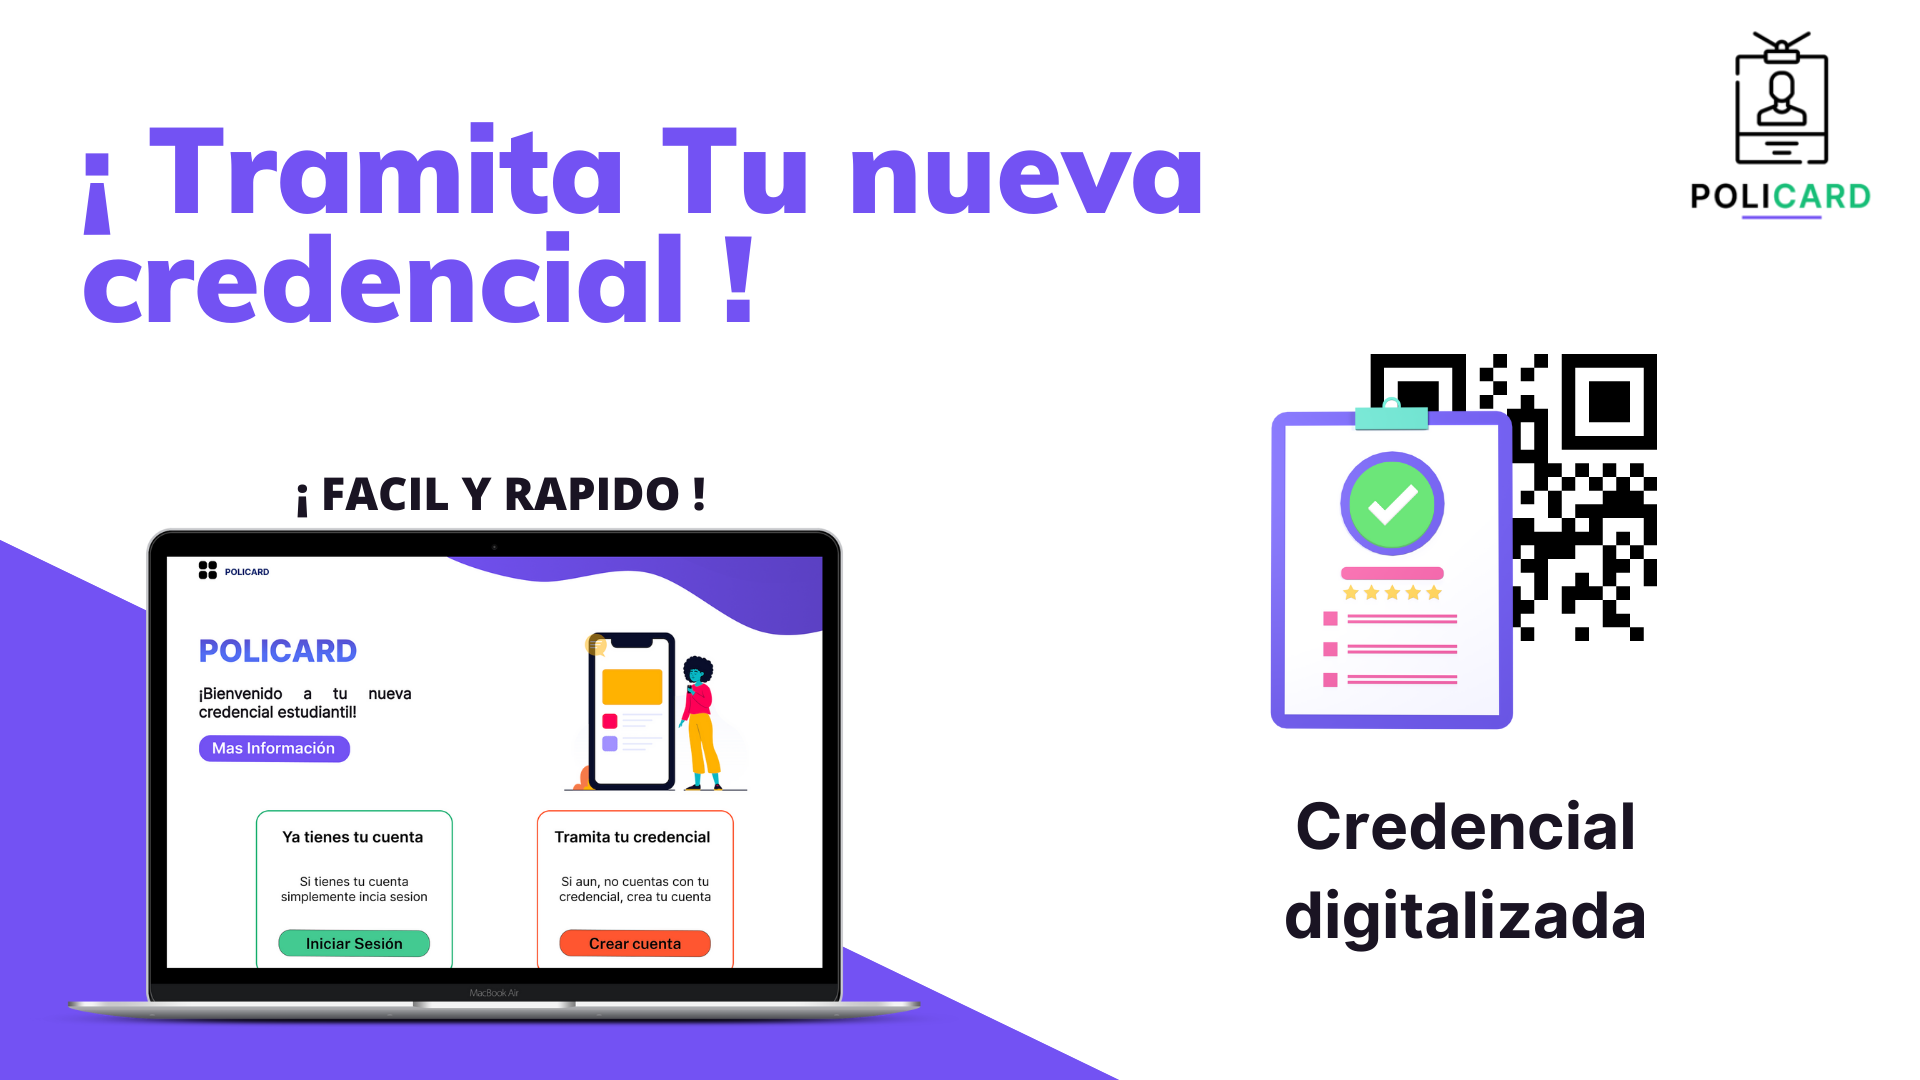 ¡ Tramita Tu nueva
credencial !
POLICARD
¡ FACIL Y RAPIDO !
POLICARD
POLICARD
¡Bienvenido a tu nueva
credencial estudiantil!
Mas Información
Ya tienes tu cuenta
Si tienes tu cuenta
simplemente incia sesion
Iniciar Sesión
Tramita tu credencial
Si aun, no cuentas con tu
credencial, crea tu cuenta
Crear cuenta
MacBook Air
Credencial
digitalizada